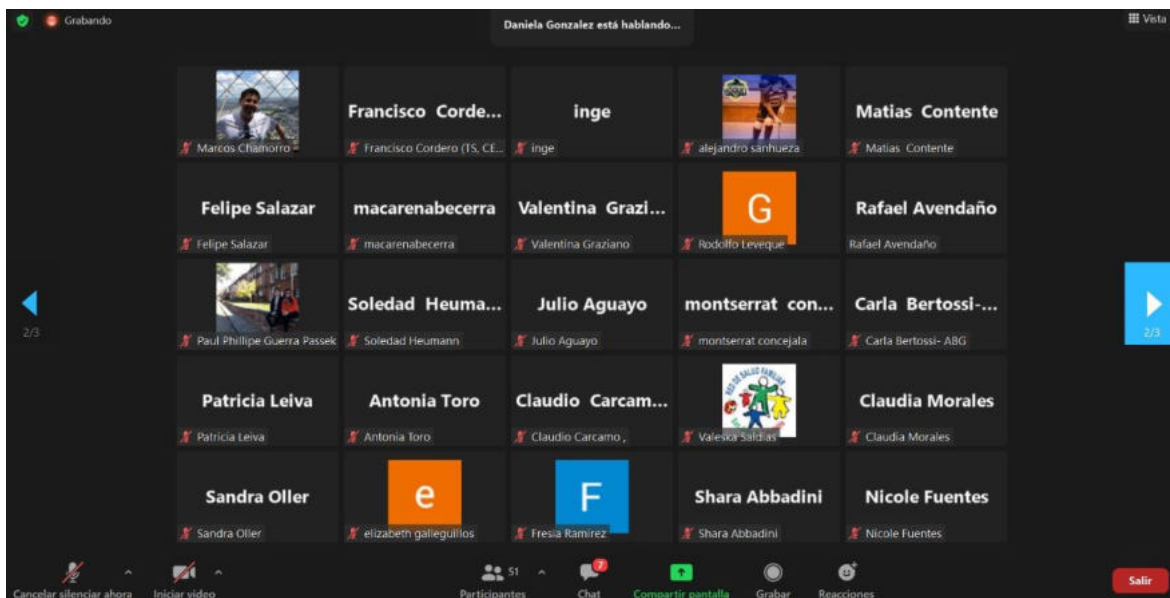 Grabando
Daniela Gonzalez está hablando...
Vista
Marcos Chamorro
Francisco Corde...
Francisco Cordero (TS, CE...
inge
inge
alejandro sanhueza
Matias Contente
Matias Contente
Felipe Salazar
Felipe Salazar
macarenabecerra
macarenabecerra
Valentina Grazi...
Valentina Graziano
G
Rodolfo Leveque
Rafael Avendaño
Rafael Avendaño
2/3
Paul Phillipe Guerra Passek
Soledad Heuma...
Soledad Heumann
Julio Aguayo
Julio Aguayo
montserrat con...
montserrat concejala
Carla Bertossi-...
Carla Bertossi- ABG
2/3
Patricia Leiva
Patricia Leiva
Antonia Toro
Antonia Toro
Claudio Carcam...
Claudio Carcamo ,
RED DE SALUD FAMILIAR
Valeska Saldias
Claudia Morales
Claudia Morales
Sandra Oller
Sandra Oller
e
elizabeth galleguillos
F
Fresia Ramirez
Shara Abbadini
Shara Abbadini
Nicole Fuentes
Nicole Fuentes
Cancelar silenciar ahora
Iniciar video
51
Participantes
7
Chat
Compartir pantalla
Grabar
Reacciones
Salir